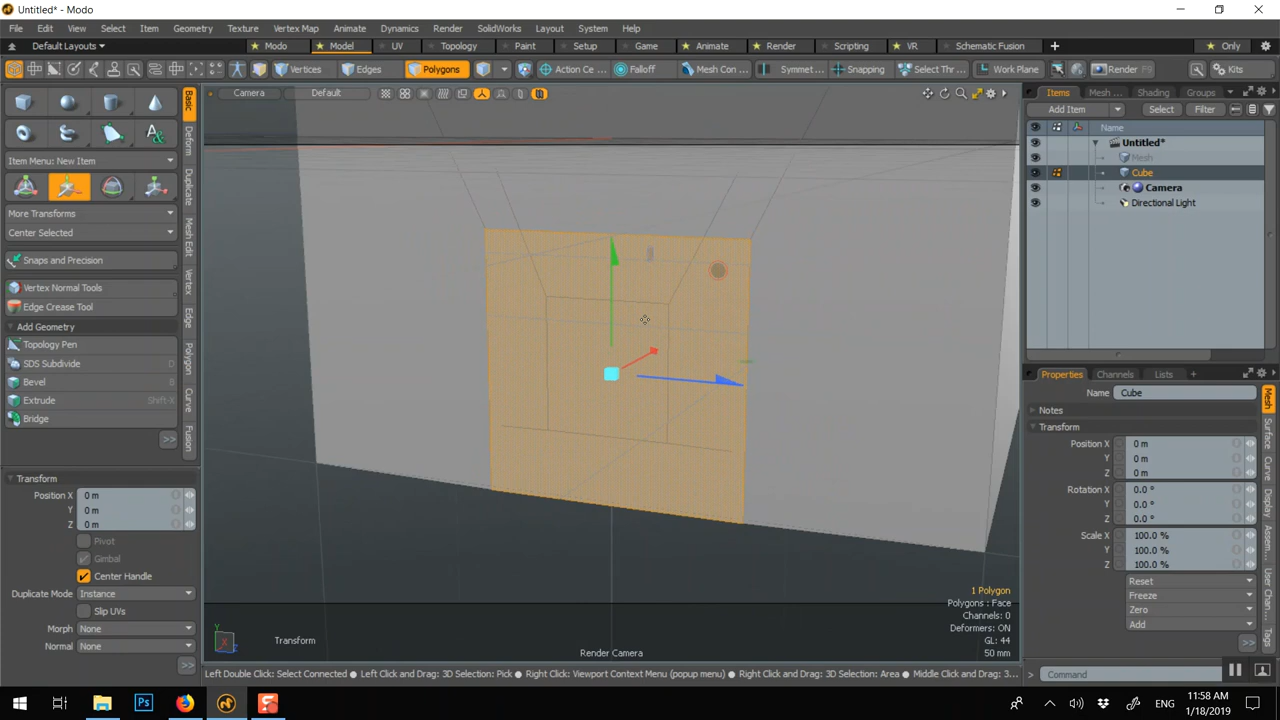 Untitled* - Modo
File Edit View Select Item Geometry Texture Vertex Map Animate Dynamics Render SolidWorks Layout System Help
Default Layouts Modo Model UV Topology Paint Setup Game Animate Render Scripting VR Schematic Fusion Only
Vertices Edges Polygons Action Ce ... Falloff Mesh Con ... Symmet ... Snapping Select Thr ... Work Plane Render Kits
Camera Default
Items Mesh ... Shading Groups
Add Item Select Filter
Name
Untitled*
Mesh
Cube
Camera
Directional Light
Basic
Deform
Duplicate
Mesh Edit
Vertex
Edge
Polygon
Curve
Fusion
Item Menu: New Item
More Transforms
Center Selected
Snaps and Precision
Vertex Normal Tools
Edge Crease Tool
Add Geometry
Topology Pen
SDS Subdivide
Bevel B
Extrude Shift-X
Bridge
>>
Transform
Position X 0 m
Y 0 m
Z 0 m
Pivot
Gimbal
Center Handle
Duplicate Mode Instance
Slip UVs
Morph None
Normal None
>>
1 Polygon
Polygons : Face
Channels: 0
Deformers: ON
GL: 44
50 mm
Y
X
Transform
Render Camera
Properties Channels Lists
Name Cube
Notes
Transform
Position X 0 m
Y 0 m
Z 0 m
Rotation X 0.0 °
Y 0.0 °
Z 0.0 °
Scale X 100.0 %
Y 100.0 %
Z 100.0 %
Reset
Freeze
Zero
Add
>>
Mesh
Surface
Curve
Display
Assem...
User Chan...
Tags
Left Double Click: Select Connected ● Left Click and Drag: 3D Selection: Pick ● Right Click: Viewport Context Menu (popup menu) ● Right Click and Drag: 3D Selection: Area ● Middle Click and Drag: 3...
Command
Ps
ENG
11:58 AM
1/18/2019